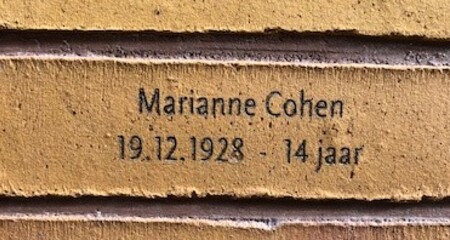 Marianne Cohen
19.12.1928 - 14 jaar